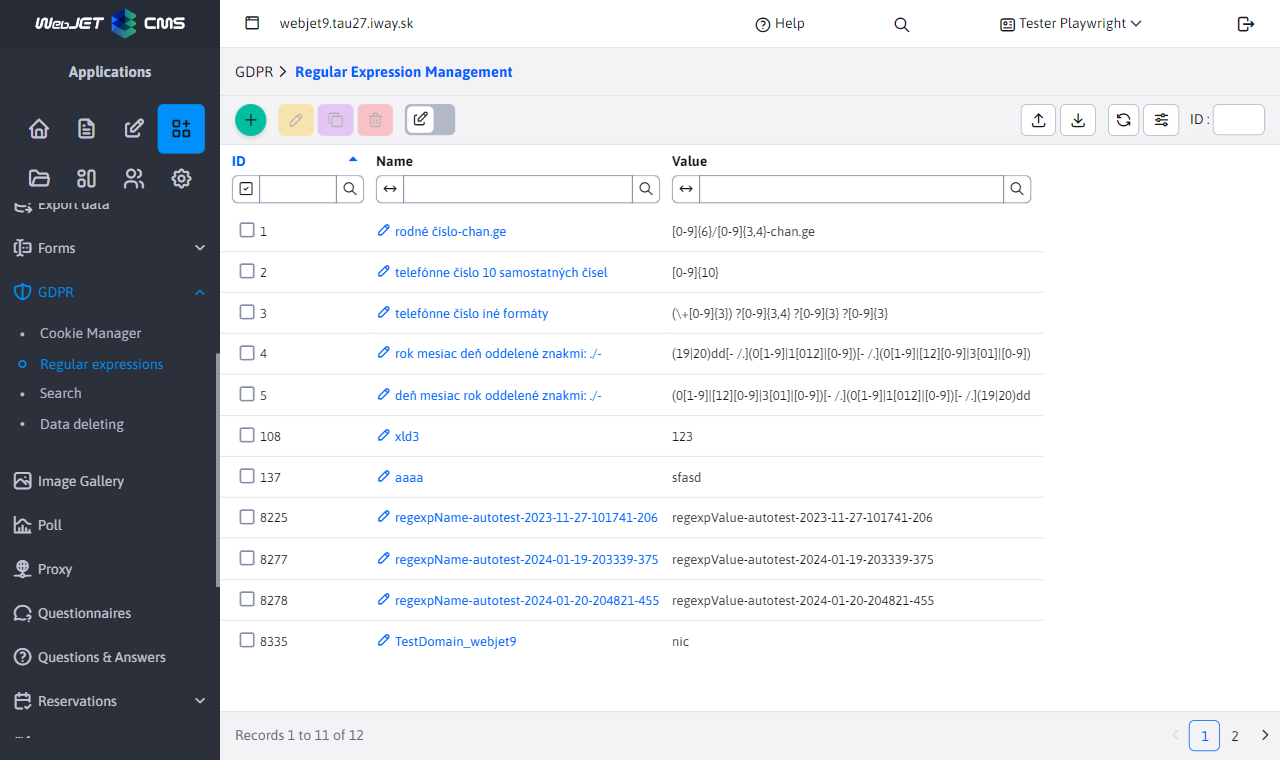 WebJET CMS
webjet9.tau27.iway.sk
Help
Tester Playwright
Applications
GDPR > Regular Expression Management
ID :
Export data
Forms
GDPR
Cookie Manager
Regular expressions
Search
Data deleting
Image Gallery
Poll
Proxy
Questionnaires
Questions & Answers
Reservations
ID Name Value
1 rodné číslo-chan.ge [0-9]{6}/[0-9]{3,4}-chan.ge
2 telefónne číslo 10 samostatných čísel [0-9]{10}
3 telefónne číslo iné formáty (\+[0-9]{3}) ?[0-9]{3,4} ?[0-9]{3} ?[0-9]{3}
4 rok mesiac deň oddelené znakmi: ./- (19|20)dd[- /.](0[1-9]|1[012]|[0-9])[- /.](0[1-9]|[12][0-9]|3[01]|[0-9])
5 deň mesiac rok oddelené znakmi: ./- (0[1-9]|[12][0-9]|3[01]|[0-9])[- /.](0[1-9]|1[012]|[0-9])[- /.](19|20)dd
108 xld3 123
137 aaaa sfasd
8225 regexpName-autotest-2023-11-27-101741-206 regexpValue-autotest-2023-11-27-101741-206
8277 regexpName-autotest-2024-01-19-203339-375 regexpValue-autotest-2024-01-19-203339-375
8278 regexpName-autotest-2024-01-20-204821-455 regexpValue-autotest-2024-01-20-204821-455
8335 TestDomain_webjet9 nic
Records 1 to 11 of 12
1 2